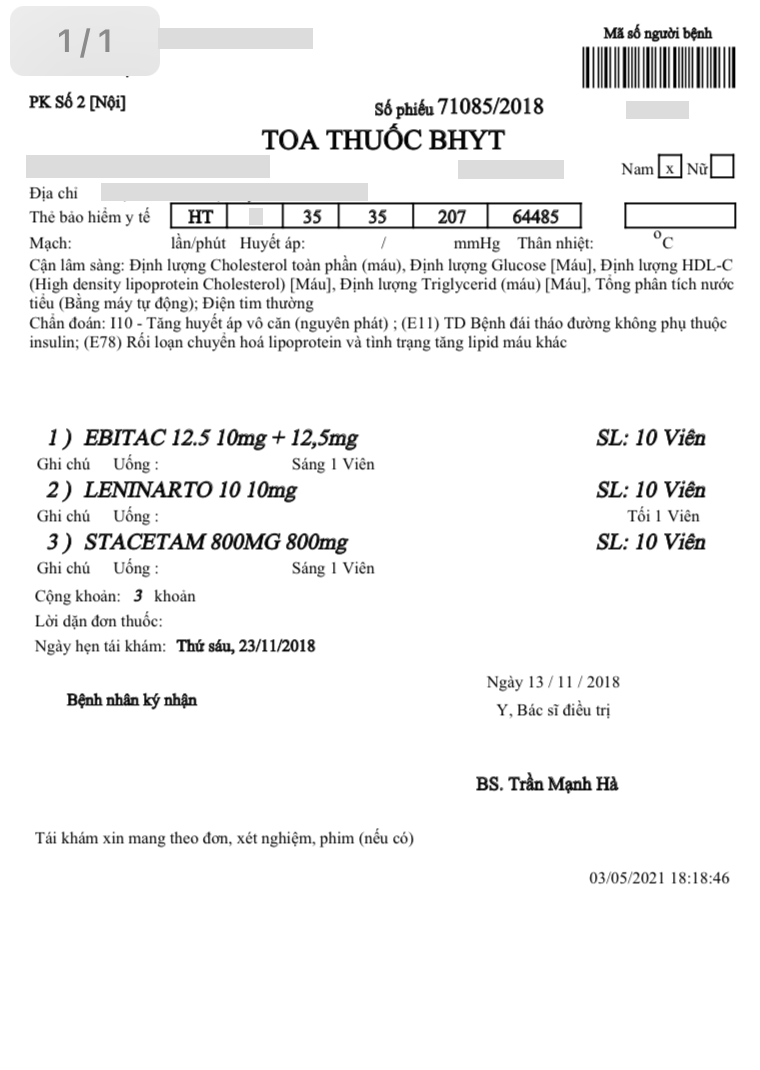 1/1
Mã số người bệnh
PK Số 2 [Nội]
Số phiếu 71085/2018
TOA THUỐC BHYT
Nam x Nữ
Địa chỉ
Thẻ bảo hiểm y tế HT 35 35 207 64485
Mạch: lần/phút Huyết áp: / mmHg Thân nhiệt: °C
Cận lâm sàng: Định lượng Cholesterol toàn phần (máu), Định lượng Glucose [Máu], Định lượng HDL-C
(High density lipoprotein Cholesterol) [Máu], Định lượng Triglycerid (máu) [Máu], Tổng phân tích nước
tiểu (Bằng máy tự động); Điện tim thường
Chẩn đoán: I10 - Tăng huyết áp vô căn (nguyên phát) ; (E11) TD Bệnh đái tháo đường không phụ thuộc
insulin; (E78) Rối loạn chuyển hoá lipoprotein và tình trạng tăng lipid máu khác
1 ) EBITAC 12.5 10mg + 12,5mg SL: 10 Viên
Ghi chú Uống : Sáng 1 Viên
2 ) LENINARTO 10 10mg SL: 10 Viên
Ghi chú Uống : Tối 1 Viên
3 ) STACETAM 800MG 800mg SL: 10 Viên
Ghi chú Uống : Sáng 1 Viên
Cộng khoản: 3 khoản
Lời dặn đơn thuốc:
Ngày hẹn tái khám: Thứ sáu, 23/11/2018
Ngày 13 / 11 / 2018
Bệnh nhân ký nhận
Y, Bác sĩ điều trị
BS. Trần Mạnh Hà
Tái khám xin mang theo đơn, xét nghiệm, phim (nếu có)
03/05/2021 18:18:46